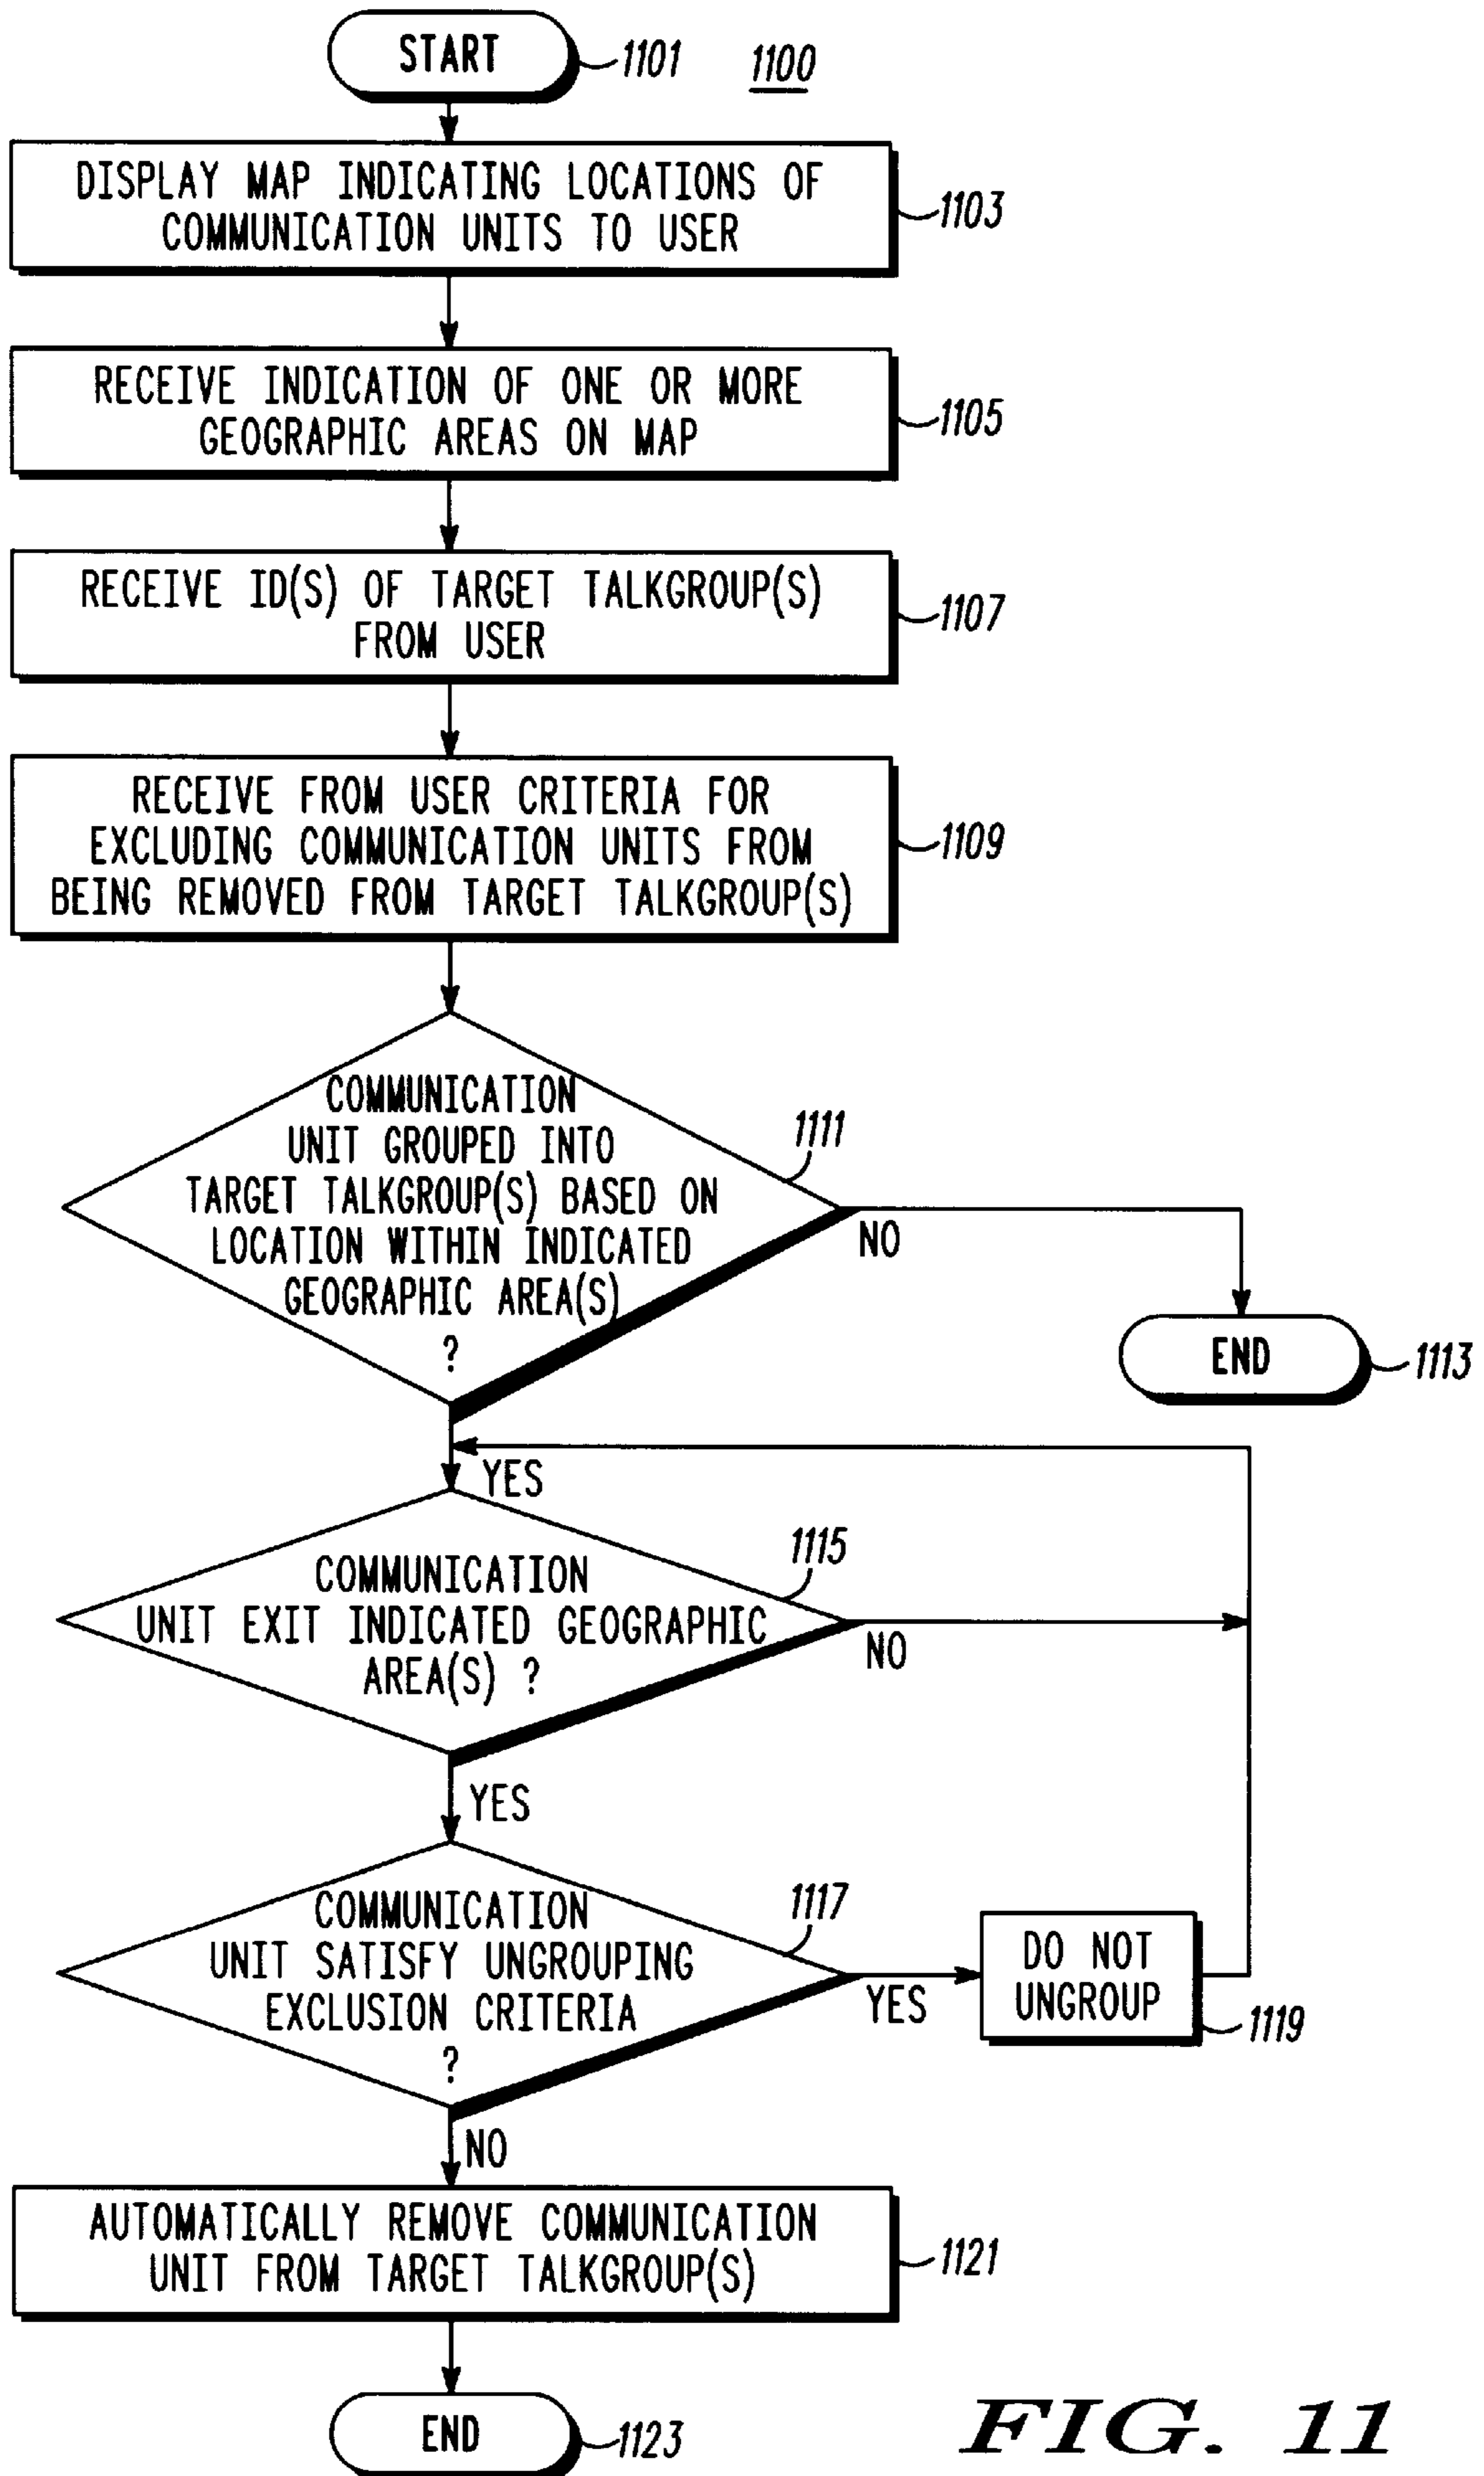 START
1101
1100
DISPLAY MAP INDICATING LOCATIONS OF
COMMUNICATION UNITS TO USER
1103
RECEIVE INDICATION OF ONE OR MORE
GEOGRAPHIC AREAS ON MAP
1105
RECEIVE ID(S) OF TARGET TALKGROUP(S)
FROM USER
1107
RECEIVE FROM USER CRITERIA FOR
EXCLUDING COMMUNICATION UNITS FROM
BEING REMOVED FROM TARGET TALKGROUP(S)
1109
COMMUNICATION
UNIT GROUPED INTO
TARGET TALKGROUP(S) BASED ON
LOCATION WITHIN INDICATED
GEOGRAPHIC AREA(S)
?
1111
NO
END
1113
YES
COMMUNICATION
UNIT EXIT INDICATED GEOGRAPHIC
AREA(S) ?
1115
NO
YES
COMMUNICATION
UNIT SATISFY UNGROUPING
EXCLUSION CRITERIA
?
1117
YES
DO NOT
UNGROUP
1119
NO
AUTOMATICALLY REMOVE COMMUNICATION
UNIT FROM TARGET TALKGROUP(S)
1121
END
1123
FIG. 11